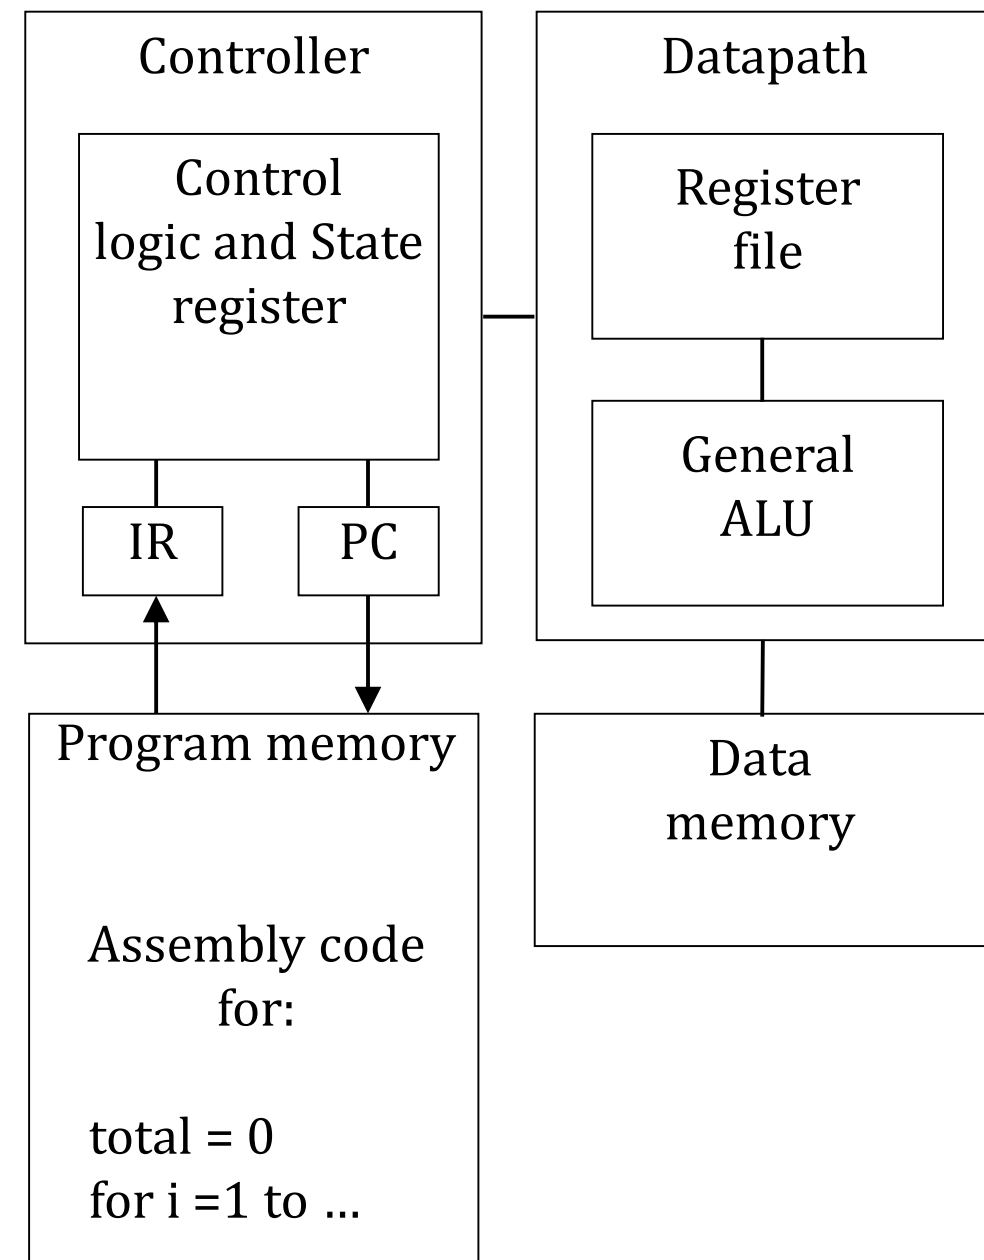 Controller
Control
logic and State
register
IR
PC
Datapath
Register
file
General
ALU
Program memory
Assembly code
for:
total = 0
for i =1 to ...
Data
memory